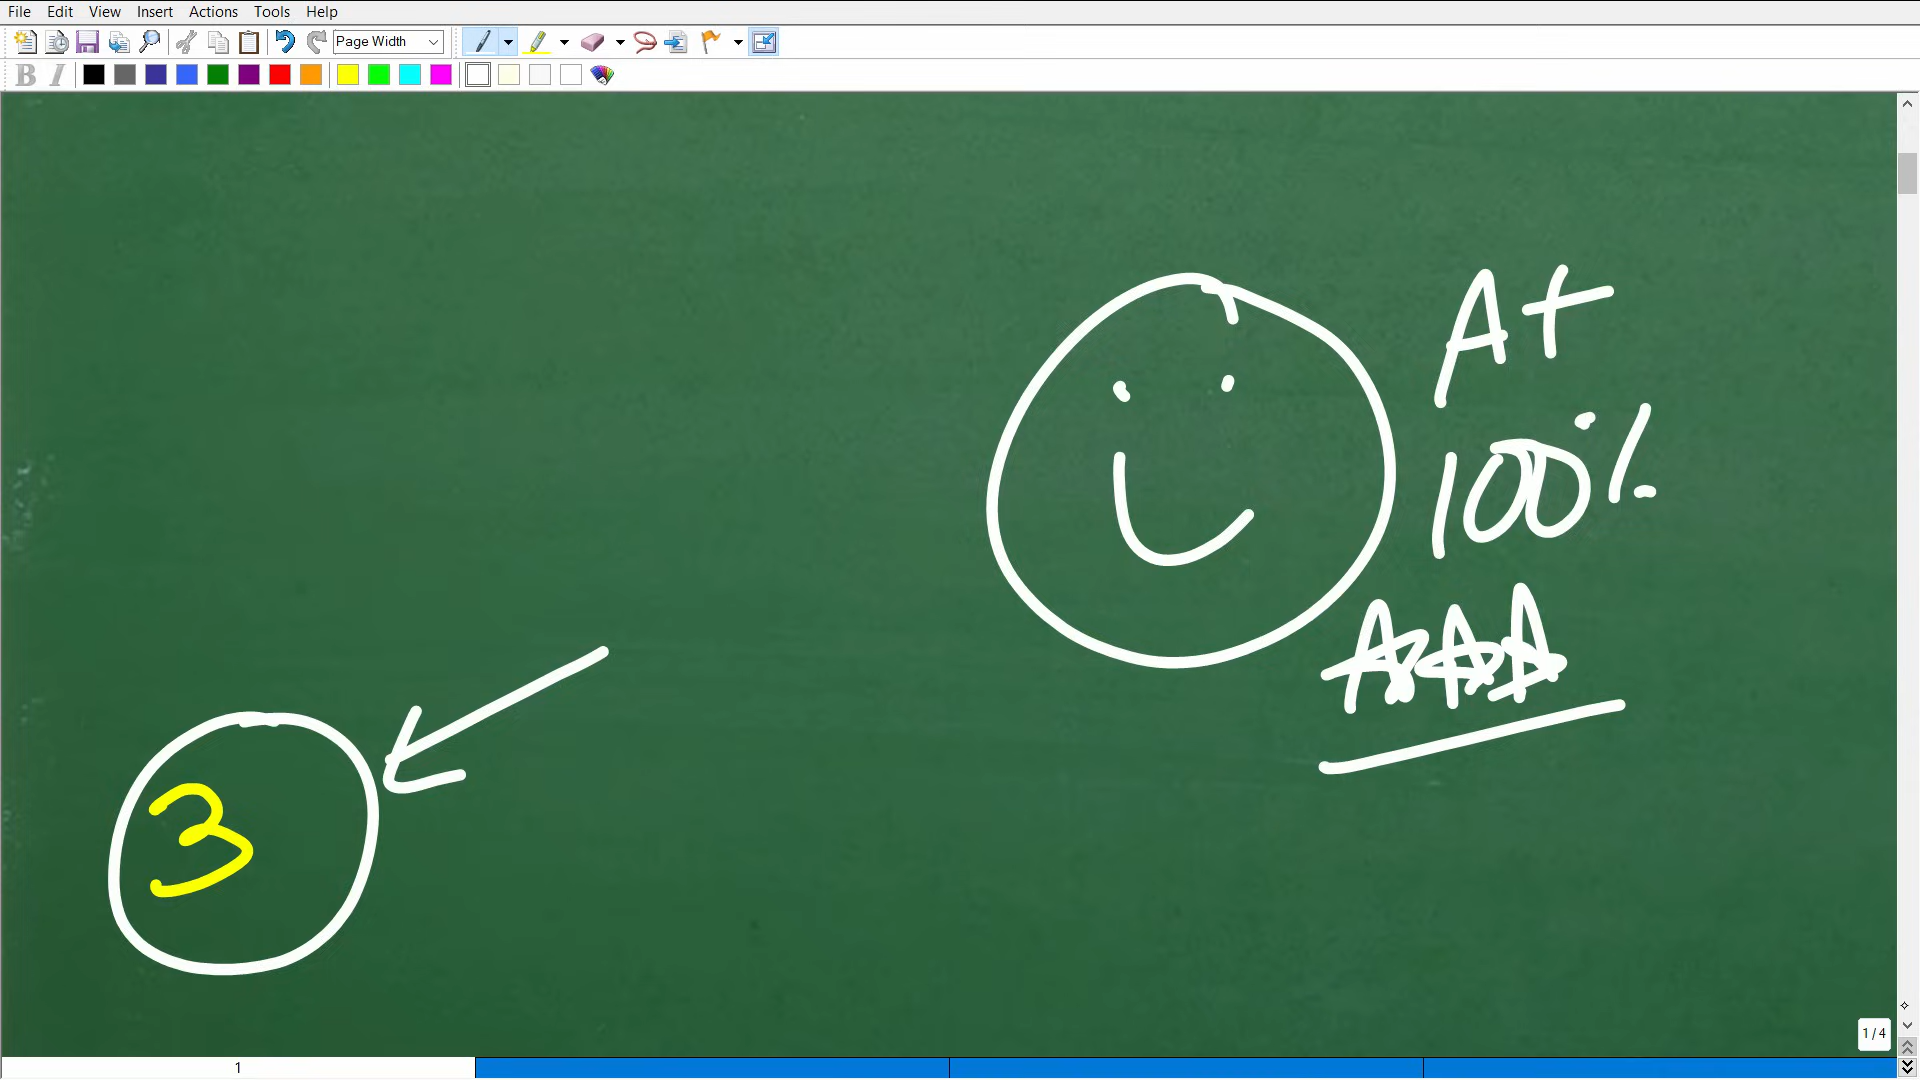 File Edit View Insert Actions Tools Help
Page Width
B I
A+
100%
3
1 / 4
1